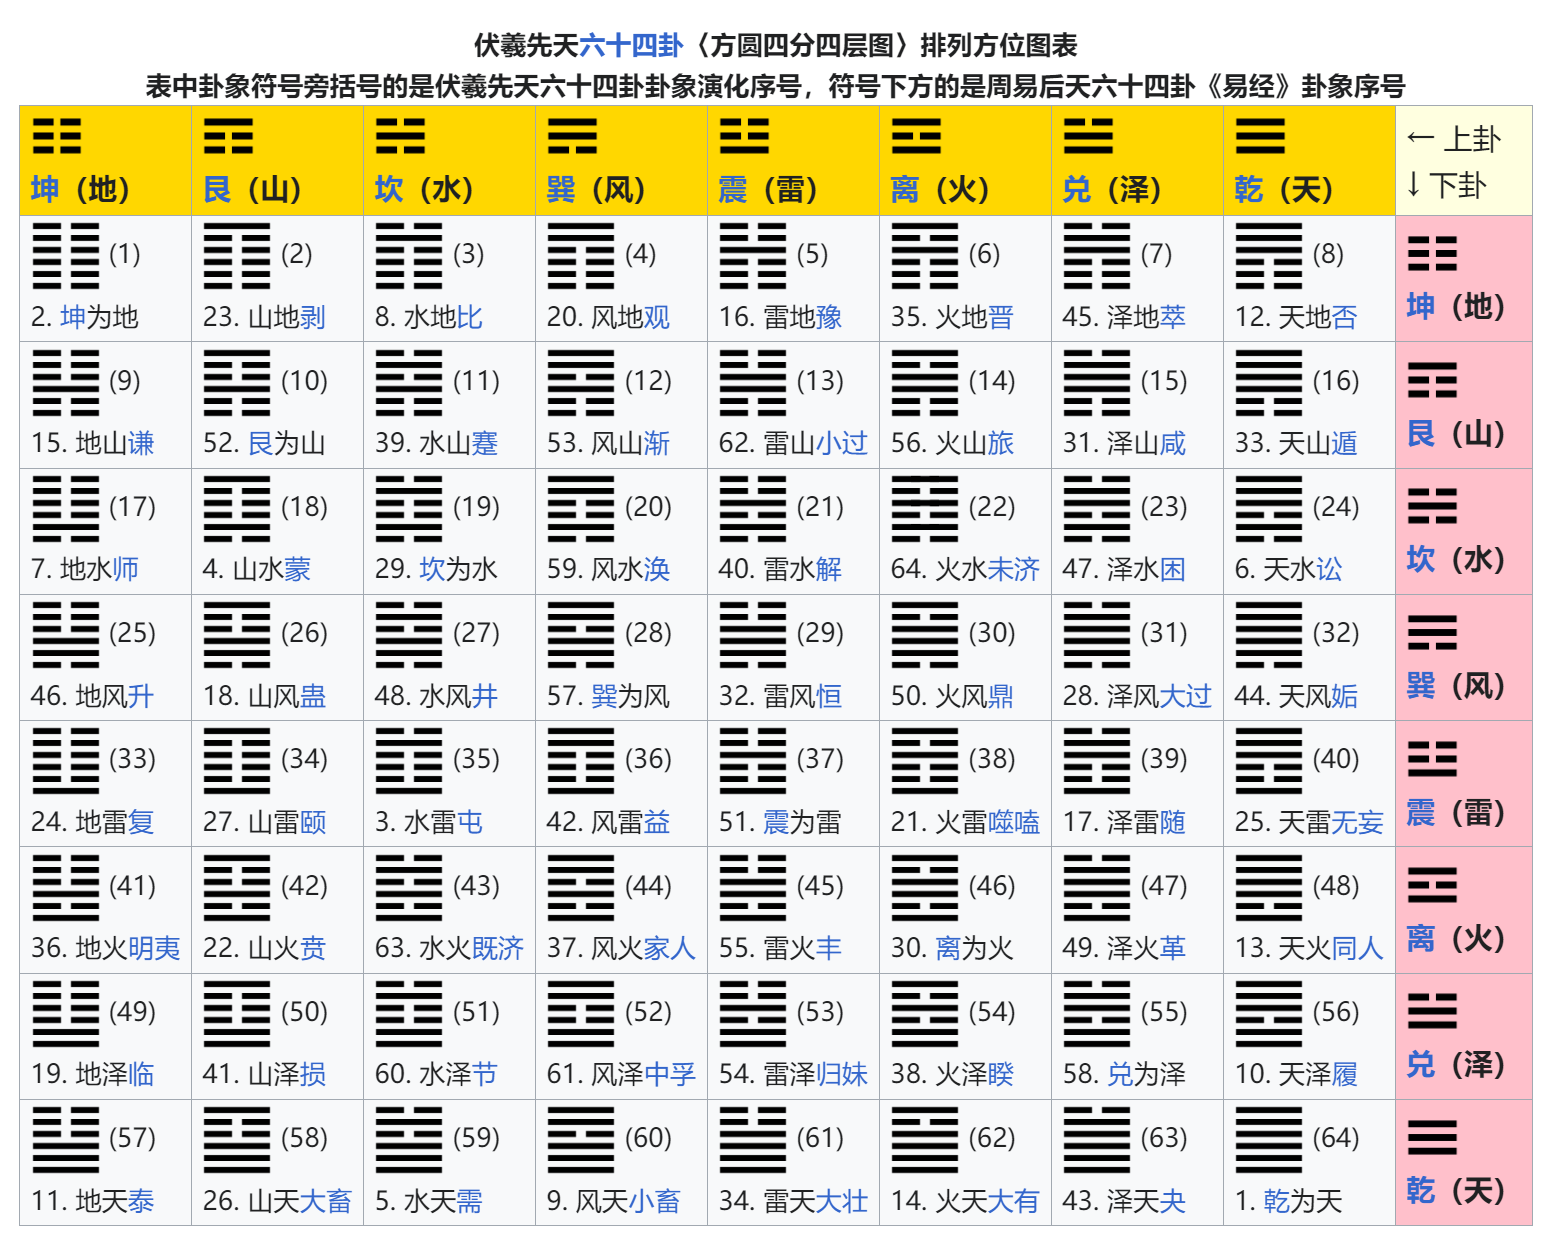 伏羲先天六十四卦〈方圆四分四层图〉排列方位图表
表中卦象符号旁括号的是伏羲先天六十四卦卦象演化序号，符号下方的是周易后天六十四卦《易经》卦象序号
坤（地） 艮（山） 坎（水） 巽（风） 震（雷） 离（火） 兑（泽） 乾（天） ← 上卦
↓ 下卦
(1) (2) (3) (4) (5) (6) (7) (8)
2. 坤为地 23. 山地剥 8. 水地比 20. 风地观 16. 雷地豫 35. 火地晋 45. 泽地萃 12. 天地否 坤（地）
(9) (10) (11) (12) (13) (14) (15) (16)
15. 地山谦 52. 艮为山 39. 水山蹇 53. 风山渐 62. 雷山小过 56. 火山旅 31. 泽山咸 33. 天山遁 艮（山）
(17) (18) (19) (20) (21) (22) (23) (24)
7. 地水师 4. 山水蒙 29. 坎为水 59. 风水涣 40. 雷水解 64. 火水未济 47. 泽水困 6. 天水讼 坎（水）
(25) (26) (27) (28) (29) (30) (31) (32)
46. 地风升 18. 山风蛊 48. 水风井 57. 巽为风 32. 雷风恒 50. 火风鼎 28. 泽风大过 44. 天风姤 巽（风）
(33) (34) (35) (36) (37) (38) (39) (40)
24. 地雷复 27. 山雷颐 3. 水雷屯 42. 风雷益 51. 震为雷 21. 火雷噬嗑 17. 泽雷随 25. 天雷无妄 震（雷）
(41) (42) (43) (44) (45) (46) (47) (48)
36. 地火明夷 22. 山火贲 63. 水火既济 37. 风火家人 55. 雷火丰 30. 离为火 49. 泽火革 13. 天火同人 离（火）
(49) (50) (51) (52) (53) (54) (55) (56)
19. 地泽临 41. 山泽损 60. 水泽节 61. 风泽中孚 54. 雷泽归妹 38. 火泽睽 58. 兑为泽 10. 天泽履 兑（泽）
(57) (58) (59) (60) (61) (62) (63) (64)
11. 地天泰 26. 山天大畜 5. 水天需 9. 风天小畜 34. 雷天大壮 14. 火天大有 43. 泽天夬 1. 乾为天 乾（天）